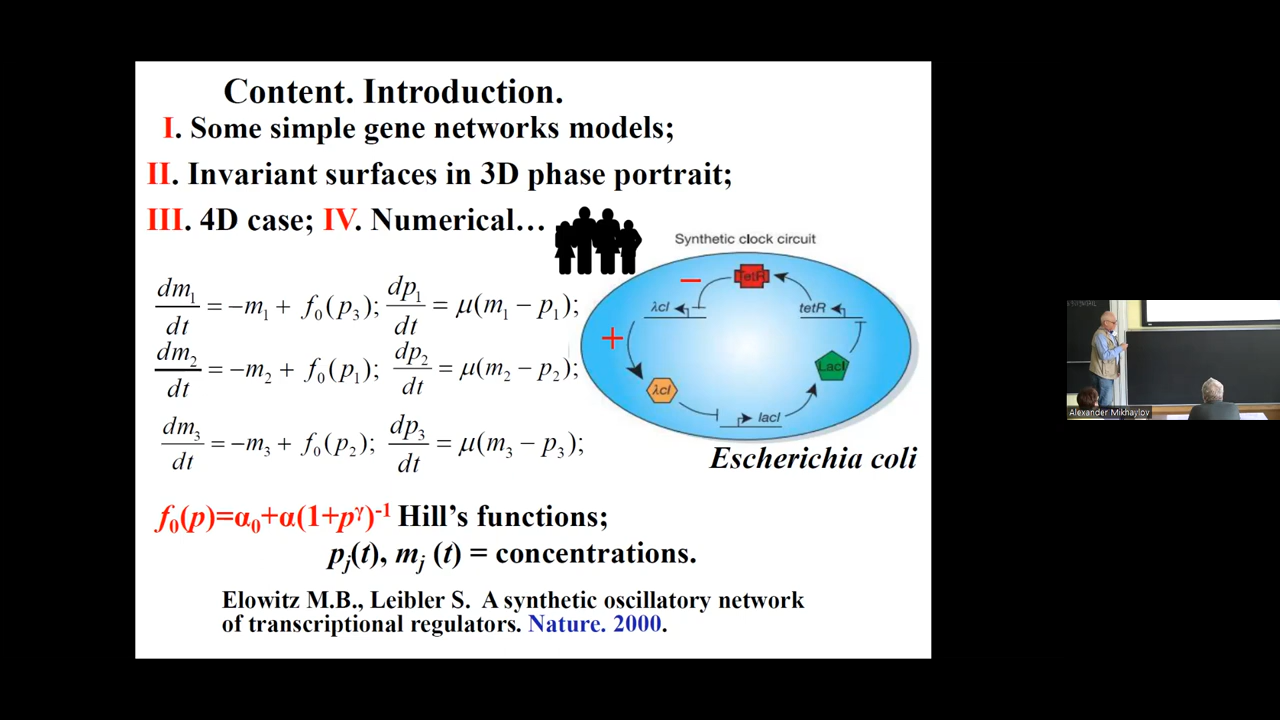 Content. Introduction.
I. Some simple gene networks models;
II. Invariant surfaces in 3D phase portrait;
III. 4D case; IV. Numerical…
Synthetic clock circuit
TetR
−
λcI
tetR
+
LacI
λcI
lacI
Escherichia coli
dm₁/dt = −m₁ + f₀(p₃); dp₁/dt = μ(m₁ − p₁);
dm₂/dt = −m₂ + f₀(p₁); dp₂/dt = μ(m₂ − p₂);
dm₃/dt = −m₃ + f₀(p₂); dp₃/dt = μ(m₃ − p₃);
f₀(p)=α₀+α(1+p^γ)⁻¹ Hill’s functions;
pⱼ(t), mⱼ (t) = concentrations.
Elowitz M.B., Leibler S. A synthetic oscillatory network
of transcriptional regulators. Nature. 2000.
Alexander Mikhaylov